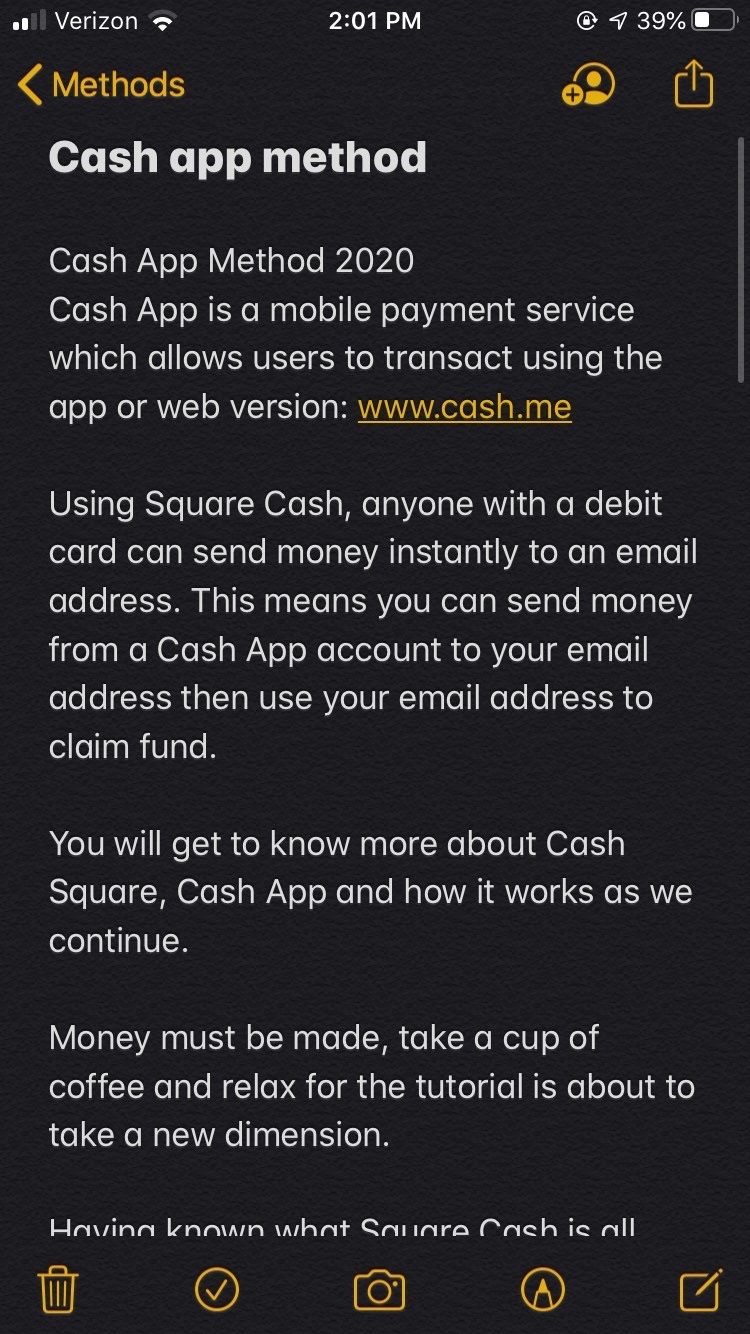 Verizon 2:01 PM 39%
Methods
Cash app method
Cash App Method 2020
Cash App is a mobile payment service
which allows users to transact using the
app or web version: www.cash.me
Using Square Cash, anyone with a debit
card can send money instantly to an email
address. This means you can send money
from a Cash App account to your email
address then use your email address to
claim fund.
You will get to know more about Cash
Square, Cash App and how it works as we
continue.
Money must be made, take a cup of
coffee and relax for the tutorial is about to
take a new dimension.
Having known what Square Cash is all